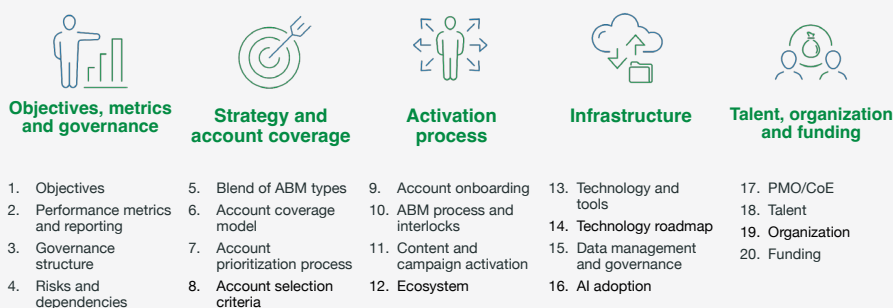 Objectives, metrics
and governance
1. Objectives
2. Performance metrics
and reporting
3. Governance
structure
4. Risks and
dependencies
Strategy and
account coverage
5. Blend of ABM types
6. Account coverage
model
7. Account
prioritization process
8. Account selection
criteria
Activation
process
9. Account onboarding
10. ABM process and
interlocks
11. Content and
campaign activation
12. Ecosystem
Infrastructure
13. Technology and
tools
14. Technology roadmap
15. Data management
and governance
16. AI adoption
Talent, organization
and funding
17. PMO/CoE
18. Talent
19. Organization
20. Funding